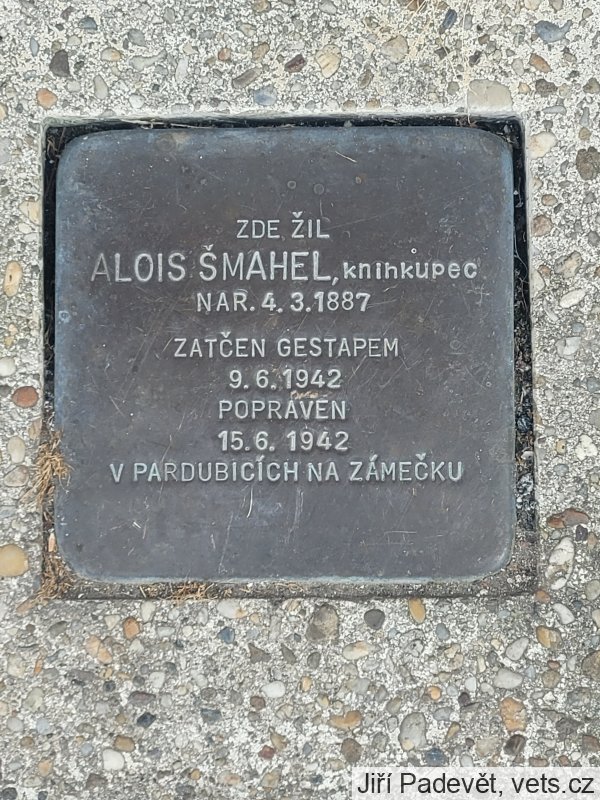 ZDE ŽIL
ALOIS ŠMAHEL, knihkupec
NAR. 4. 3. 1887
ZATČEN GESTAPEM
9. 6. 1942
POPRAVEN
15. 6. 1942
V PARDUBICÍCH NA ZÁMEČKU
Jiří Padevět, vets.cz